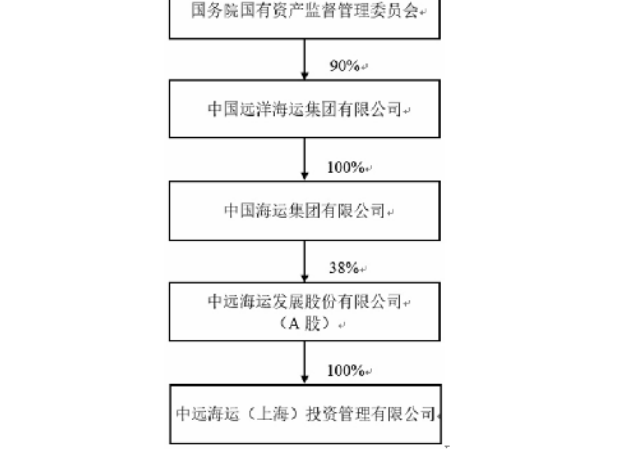 国务院国有资产监督管理委员会
90%
中国远洋海运集团有限公司
100%
中国海运集团有限公司
38%
中远海运发展股份有限公司
（A 股）
100%
中远海运（上海）投资管理有限公司